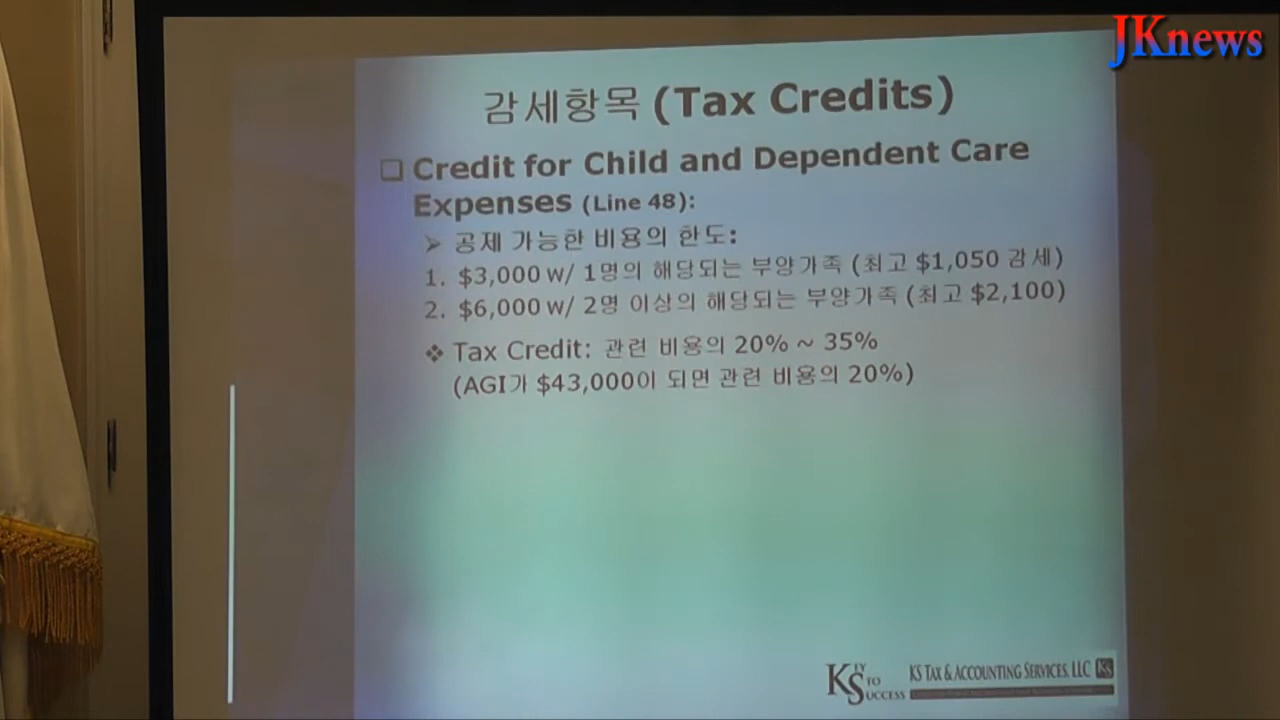 JKnews
감세항목 (Tax Credits)
❑ Credit for Child and Dependent Care
Expenses (Line 48):
➢ 공제 가능한 비용의 한도:
1. $3,000 w/ 1명의 해당되는 부양가족 (최고 $1,050 감세)
2. $6,000 w/ 2명 이상의 해당되는 부양가족 (최고 $2,100)
❖ Tax Credit: 관련 비용의 20% ~ 35%
(AGI가 $43,000이 되면 관련 비용의 20%)
KEY TO SUCCESS
KS TAX & ACCOUNTING SERVICES, LLC KS